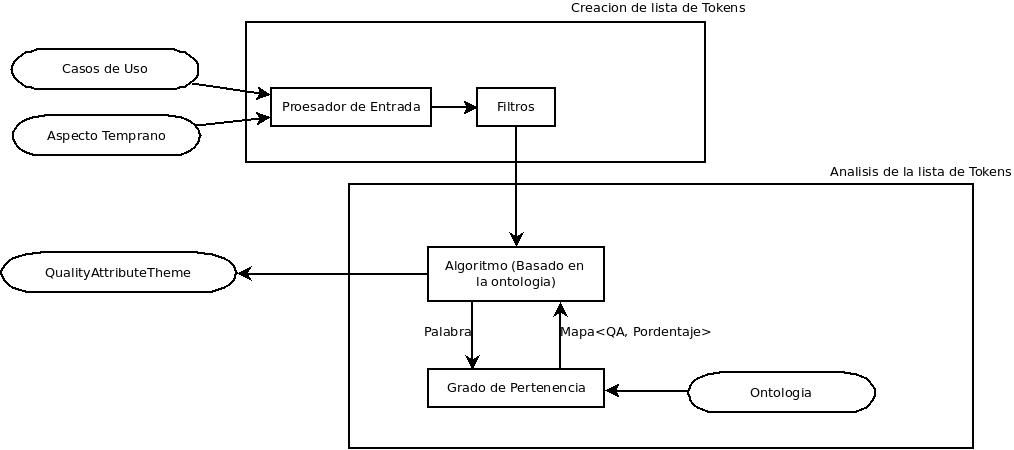 Creacion de lista de Tokens
Casos de Uso
Proesador de Entrada
Filtros
Aspecto Temprano
Analisis de la lista de Tokens
QualityAttributeTheme
Algoritmo (Basado en
la ontologia)
Palabra
Mapa<QA, Pordentaje>
Grado de Pertenencia
Ontologia